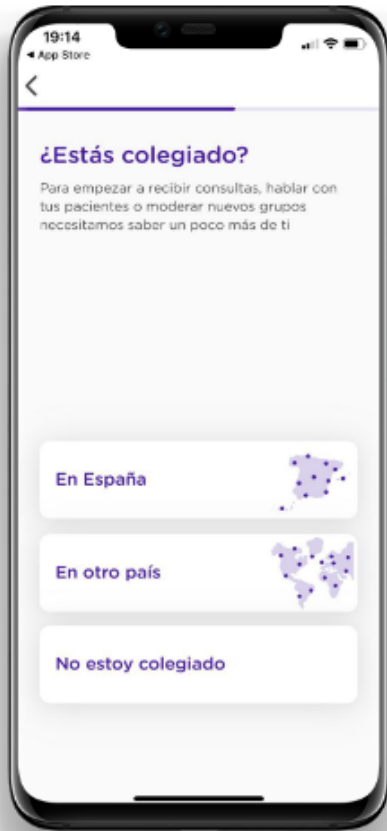 19:14
◀ App Store
¿Estás colegiado?
Para empezar a recibir consultas, hablar con
tus pacientes o moderar nuevos grupos
necesitamos saber un poco más de ti
En España
En otro país
No estoy colegiado